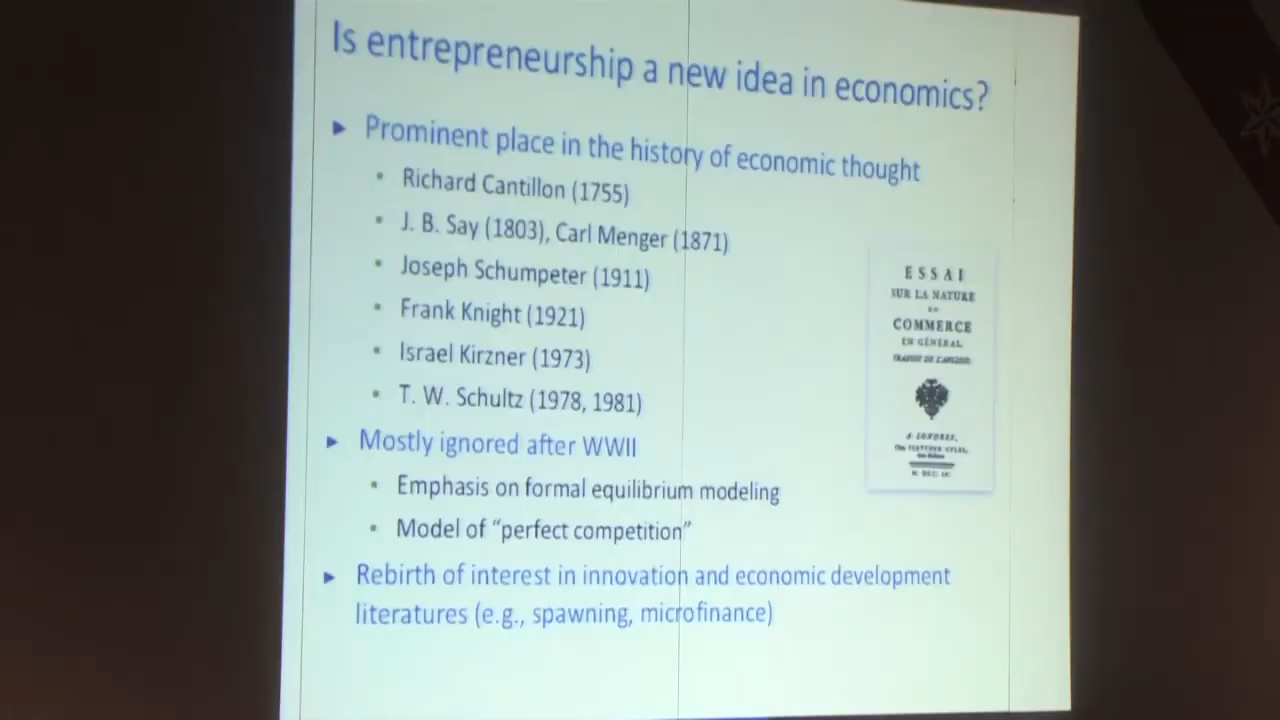 Is entrepreneurship a new idea in economics?
► Prominent place in the history of economic thought
• Richard Cantillon (1755)
• J. B. Say (1803), Carl Menger (1871)
• Joseph Schumpeter (1911)
• Frank Knight (1921)
• Israel Kirzner (1973)
• T. W. Schultz (1978, 1981)
► Mostly ignored after WWII
• Emphasis on formal equilibrium modeling
• Model of “perfect competition”
► Rebirth of interest in innovation and economic development
literatures (e.g., spawning, microfinance)
ESSAI
SUR LA NATURE
DU
COMMERCE
EN GÉNÉRAL
A LONDRES,